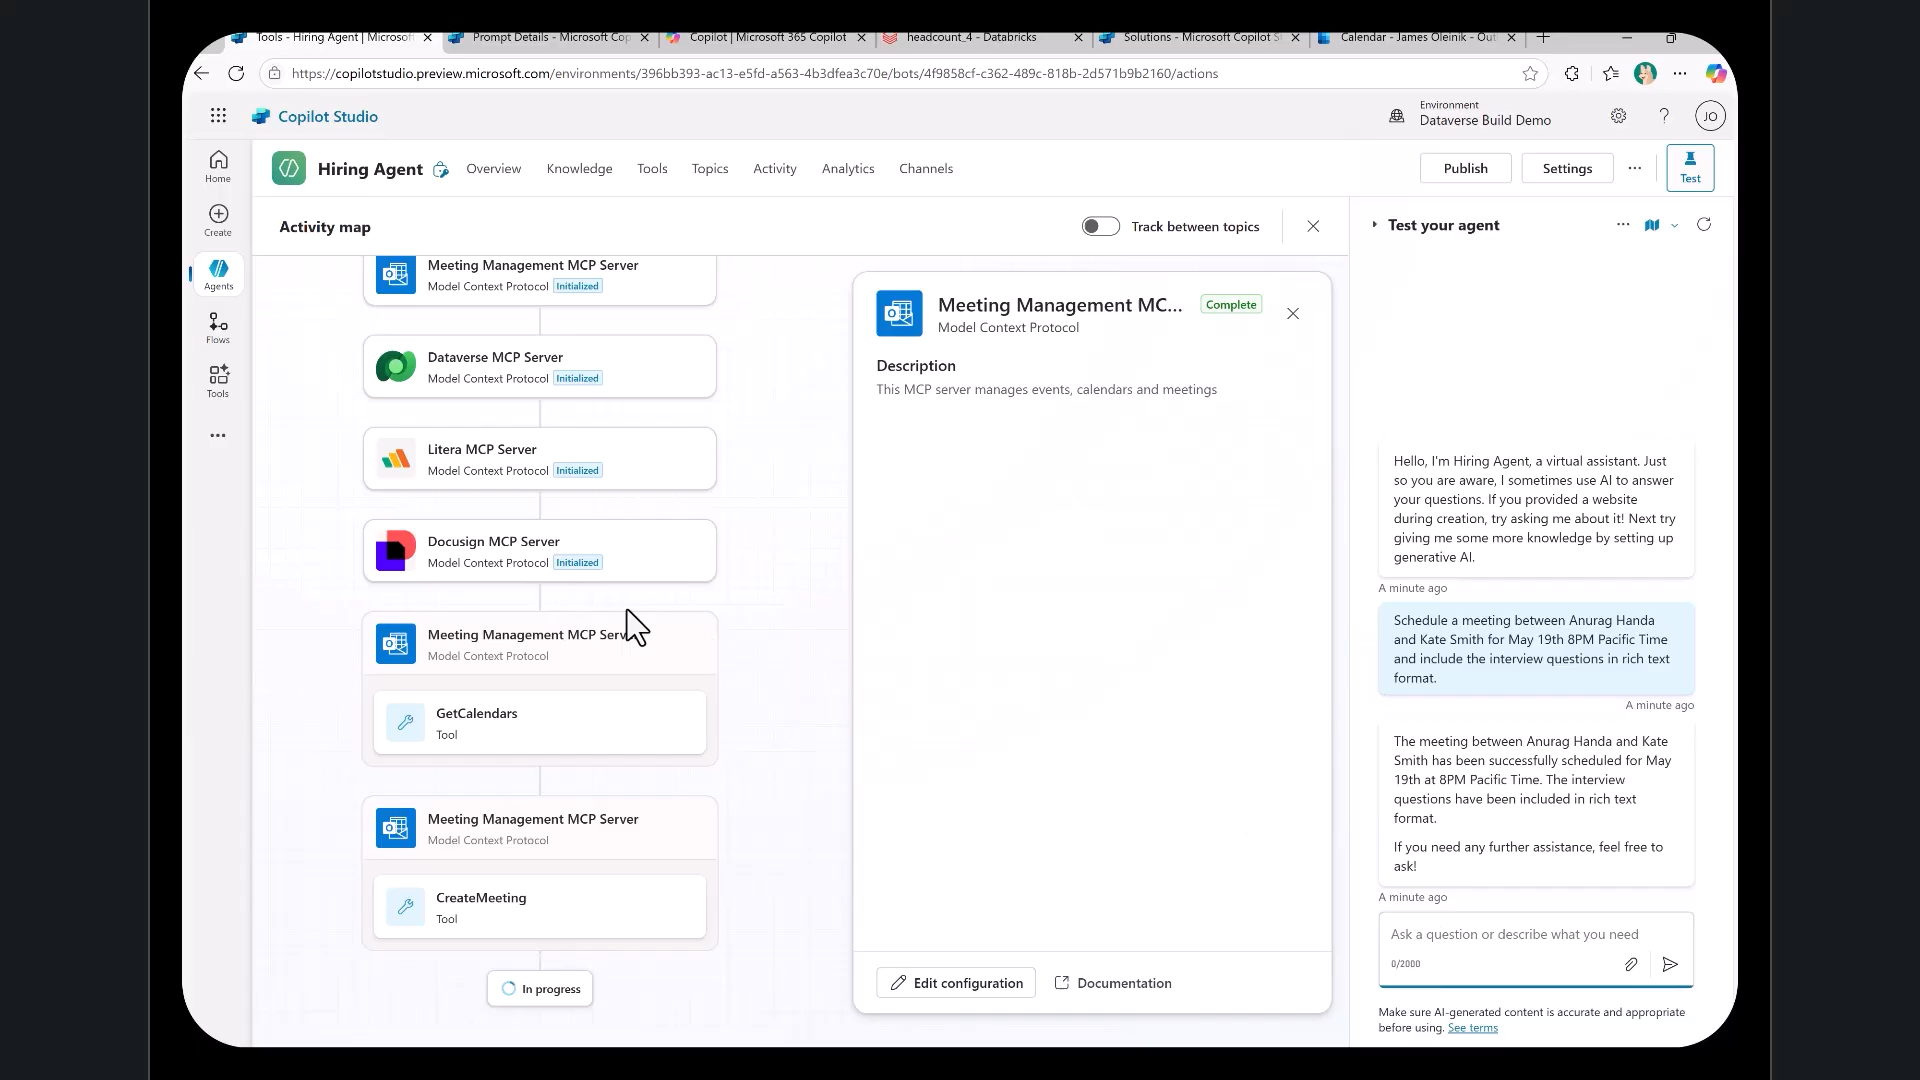 Tools - Hiring Agent | Microsof
Prompt Details - Microsoft Cop
Copilot | Microsoft 365 Copilot
headcount_4 - Databricks
Solutions - Microsoft Copilot S
Calendar - James Oleinik - Out
https://copilotstudio.preview.microsoft.com/environments/396bb393-ac13-e5fd-a563-4b3dfea3c70e/bots/4f9858cf-c362-489c-818b-2d571b9b2160/actions
Copilot Studio
Environment
Dataverse Build Demo
?
JO
Home
Create
Agents
Flows
Tools
Hiring Agent
Overview
Knowledge
Tools
Topics
Activity
Analytics
Channels
Publish
Settings
Test
Activity map
Track between topics
Meeting Management MCP Server
Model Context Protocol Initialized
Dataverse MCP Server
Model Context Protocol Initialized
Litera MCP Server
Model Context Protocol Initialized
Docusign MCP Server
Model Context Protocol Initialized
Meeting Management MCP Serv
Model Context Protocol
GetCalendars
Tool
Meeting Management MCP Server
Model Context Protocol
CreateMeeting
Tool
In progress
Meeting Management MC...
Complete
Model Context Protocol
Description
This MCP server manages events, calendars and meetings
Edit configuration
Documentation
Test your agent
Hello, I'm Hiring Agent, a virtual assistant. Just
so you are aware, I sometimes use AI to answer
your questions. If you provided a website
during creation, try asking me about it! Next try
giving me some more knowledge by setting up
generative AI.
A minute ago
Schedule a meeting between Anurag Handa
and Kate Smith for May 19th 8PM Pacific Time
and include the interview questions in rich text
format.
A minute ago
The meeting between Anurag Handa and Kate
Smith has been successfully scheduled for May
19th at 8PM Pacific Time. The interview
questions have been included in rich text
format.
If you need any further assistance, feel free to
ask!
A minute ago
Ask a question or describe what you need
0/2000
Make sure AI-generated content is accurate and appropriate
before using. See terms